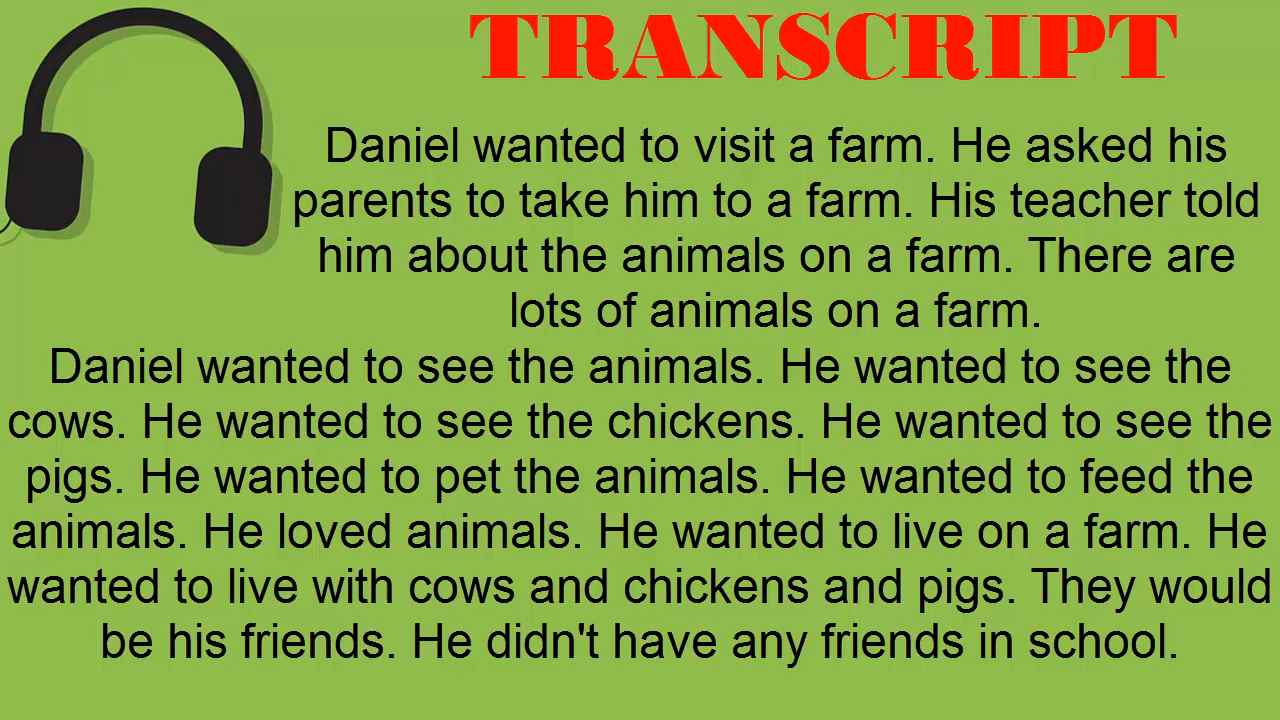 TRANSCRIPT
Daniel wanted to visit a farm. He asked his
parents to take him to a farm. His teacher told
him about the animals on a farm. There are
lots of animals on a farm.
Daniel wanted to see the animals. He wanted to see the
cows. He wanted to see the chickens. He wanted to see the
pigs. He wanted to pet the animals. He wanted to feed the
animals. He loved animals. He wanted to live on a farm. He
wanted to live with cows and chickens and pigs. They would
be his friends. He didn't have any friends in school.